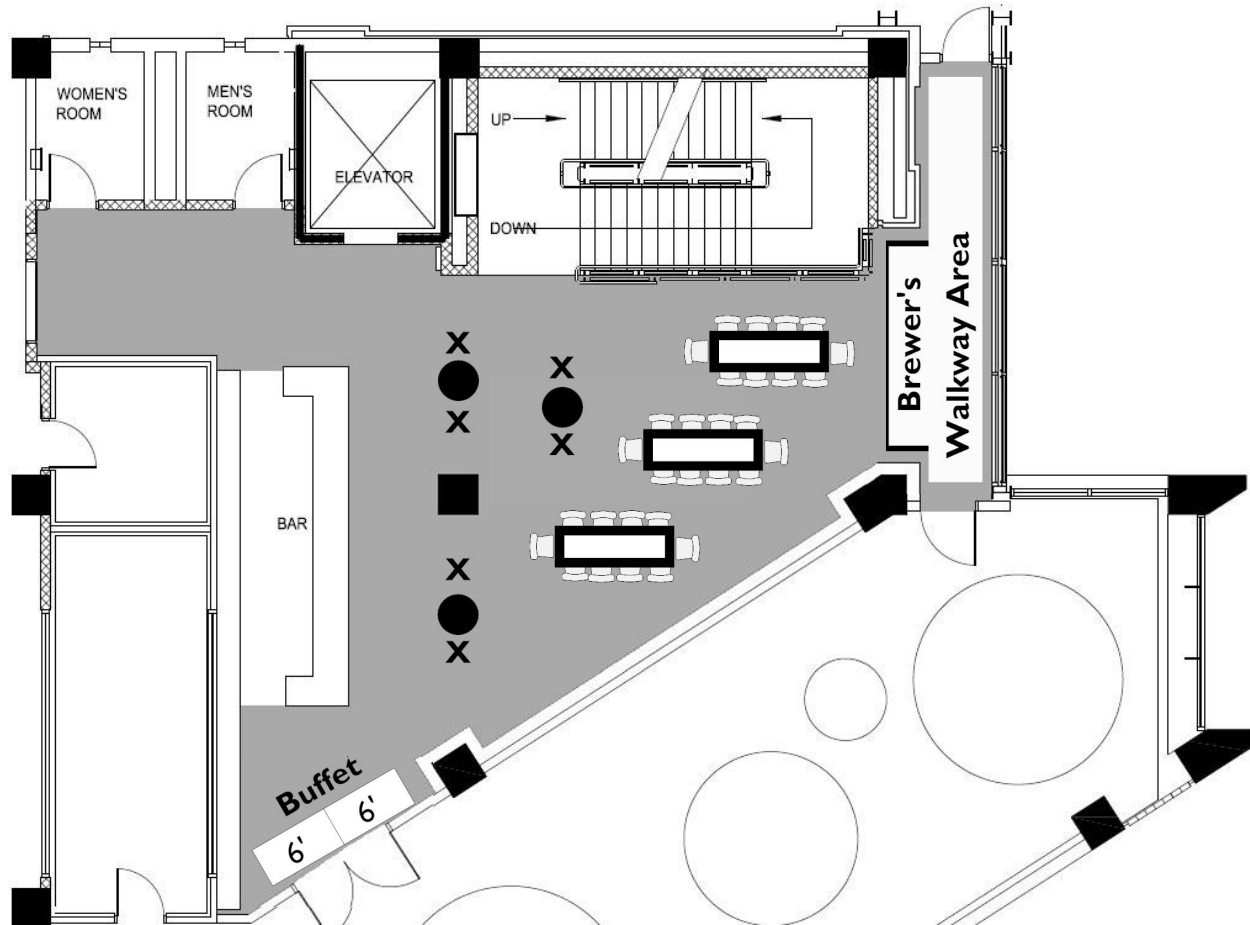 WOMEN'S
ROOM
MEN'S
ROOM
ELEVATOR
UP
DOWN
Brewer's
Walkway Area
X
X
X
X
BAR
X
X
Buffet
6'
6'